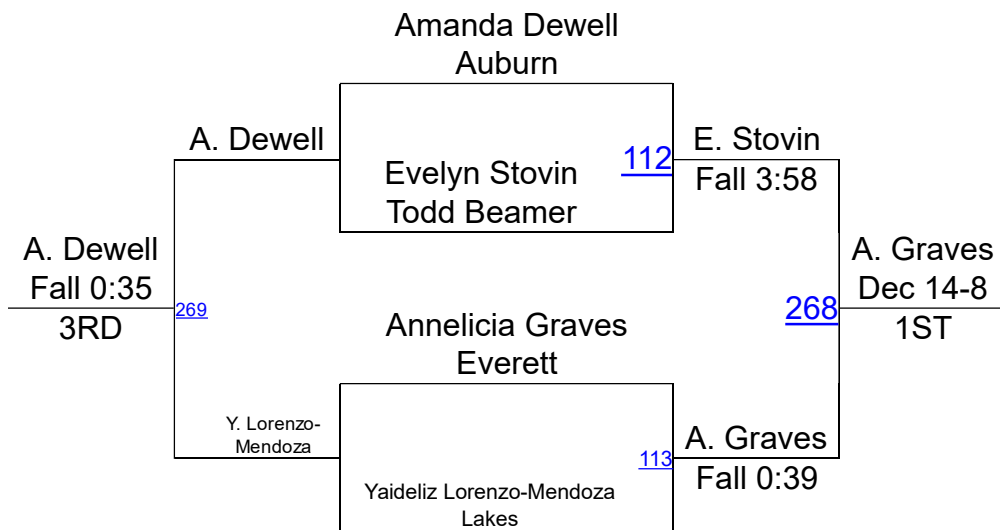 Amanda Dewell
Auburn
A. Dewell
112
E. Stovin
Fall 3:58
Evelyn Stovin
Todd Beamer
A. Dewell
Fall 0:35
3RD
269
268
A. Graves
Dec 14-8
1ST
Annelicia Graves
Everett
Y. Lorenzo-
Mendoza
113
A. Graves
Fall 0:39
Yaideliz Lorenzo-Mendoza
Lakes